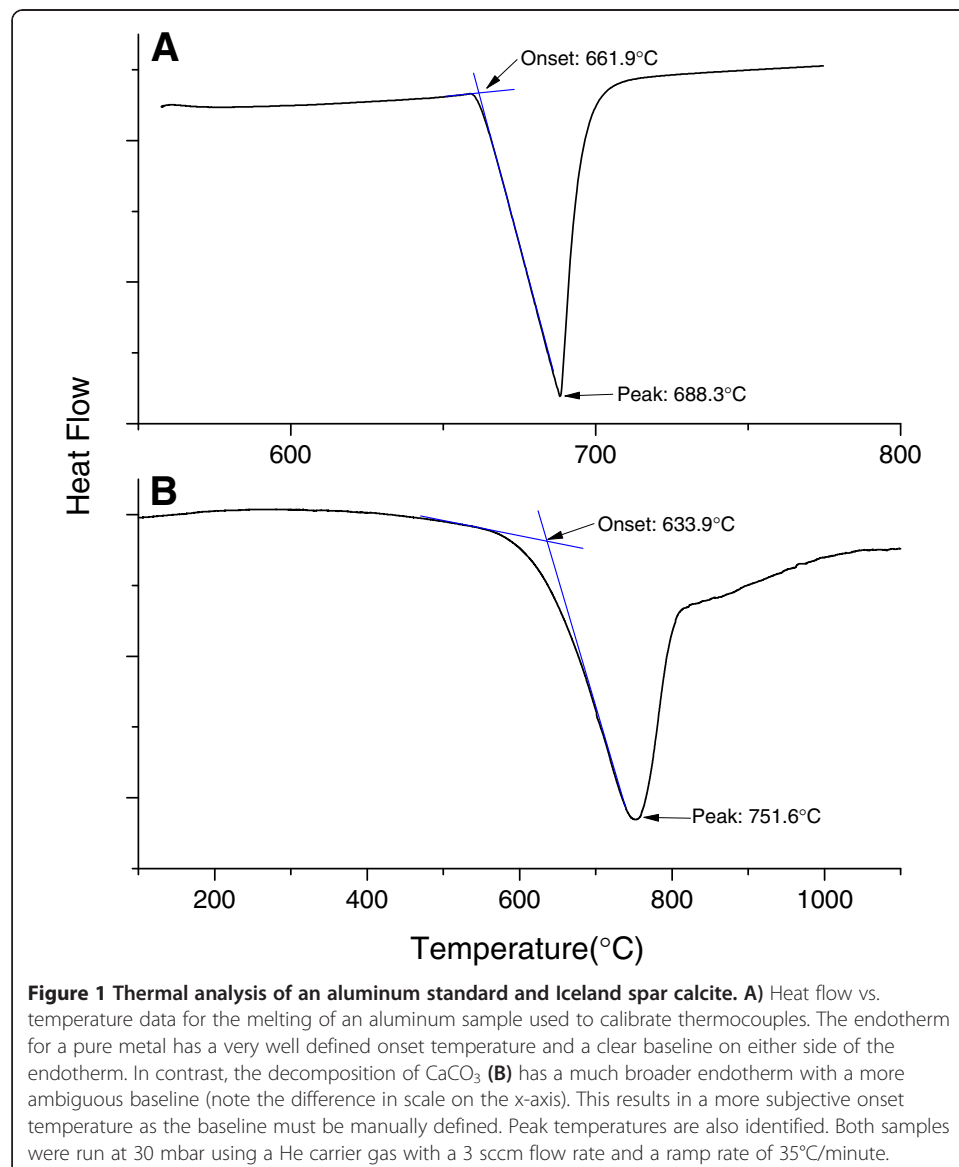 A
Onset: 661.9°C
Peak: 688.3°C
600
700
800
Heat Flow
B
Onset: 633.9°C
Peak: 751.6°C
200
400
600
800
1000
Temperature(°C)
Figure 1 Thermal analysis of an aluminum standard and Iceland spar calcite. A) Heat flow vs.
temperature data for the melting of an aluminum sample used to calibrate thermocouples. The endotherm
for a pure metal has a very well defined onset temperature and a clear baseline on either side of the
endotherm. In contrast, the decomposition of CaCO₃ (B) has a much broader endotherm with a more
ambiguous baseline (note the difference in scale on the x-axis). This results in a more subjective onset
temperature as the baseline must be manually defined. Peak temperatures are also identified. Both samples
were run at 30 mbar using a He carrier gas with a 3 sccm flow rate and a ramp rate of 35°C/minute.